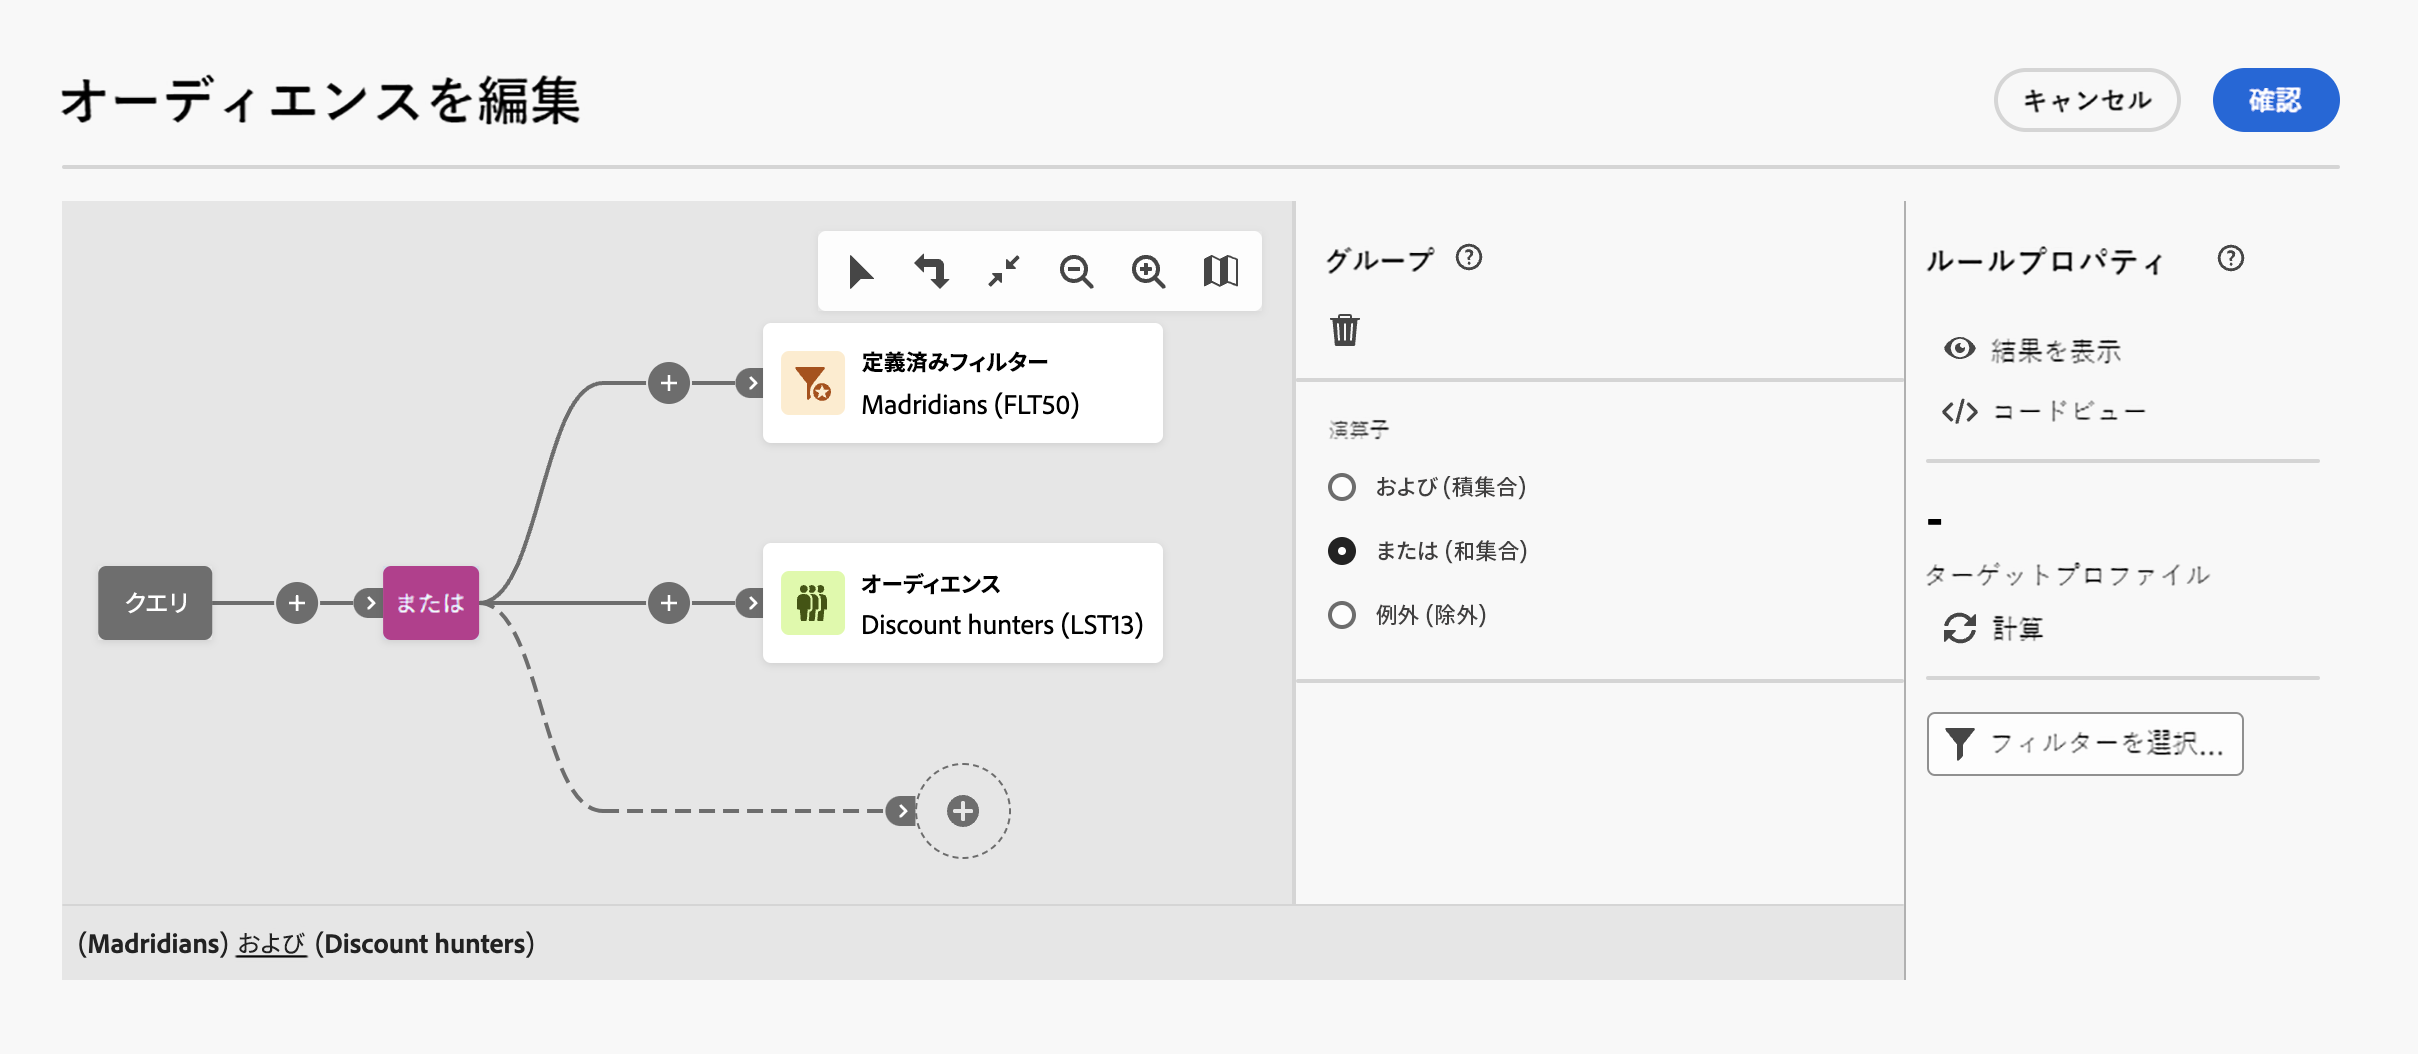 オーディエンスを編集
キャンセル
確認
定義済みフィルター
Madridians (FLT50)
クエリ
または
オーディエンス
Discount hunters (LST13)
(Madridians) および (Discount hunters)
グループ
演算子
および (積集合)
または (和集合)
例外 (除外)
ルールプロパティ
結果を表示
コードビュー
-
ターゲットプロファイル
計算
フィルターを選択...